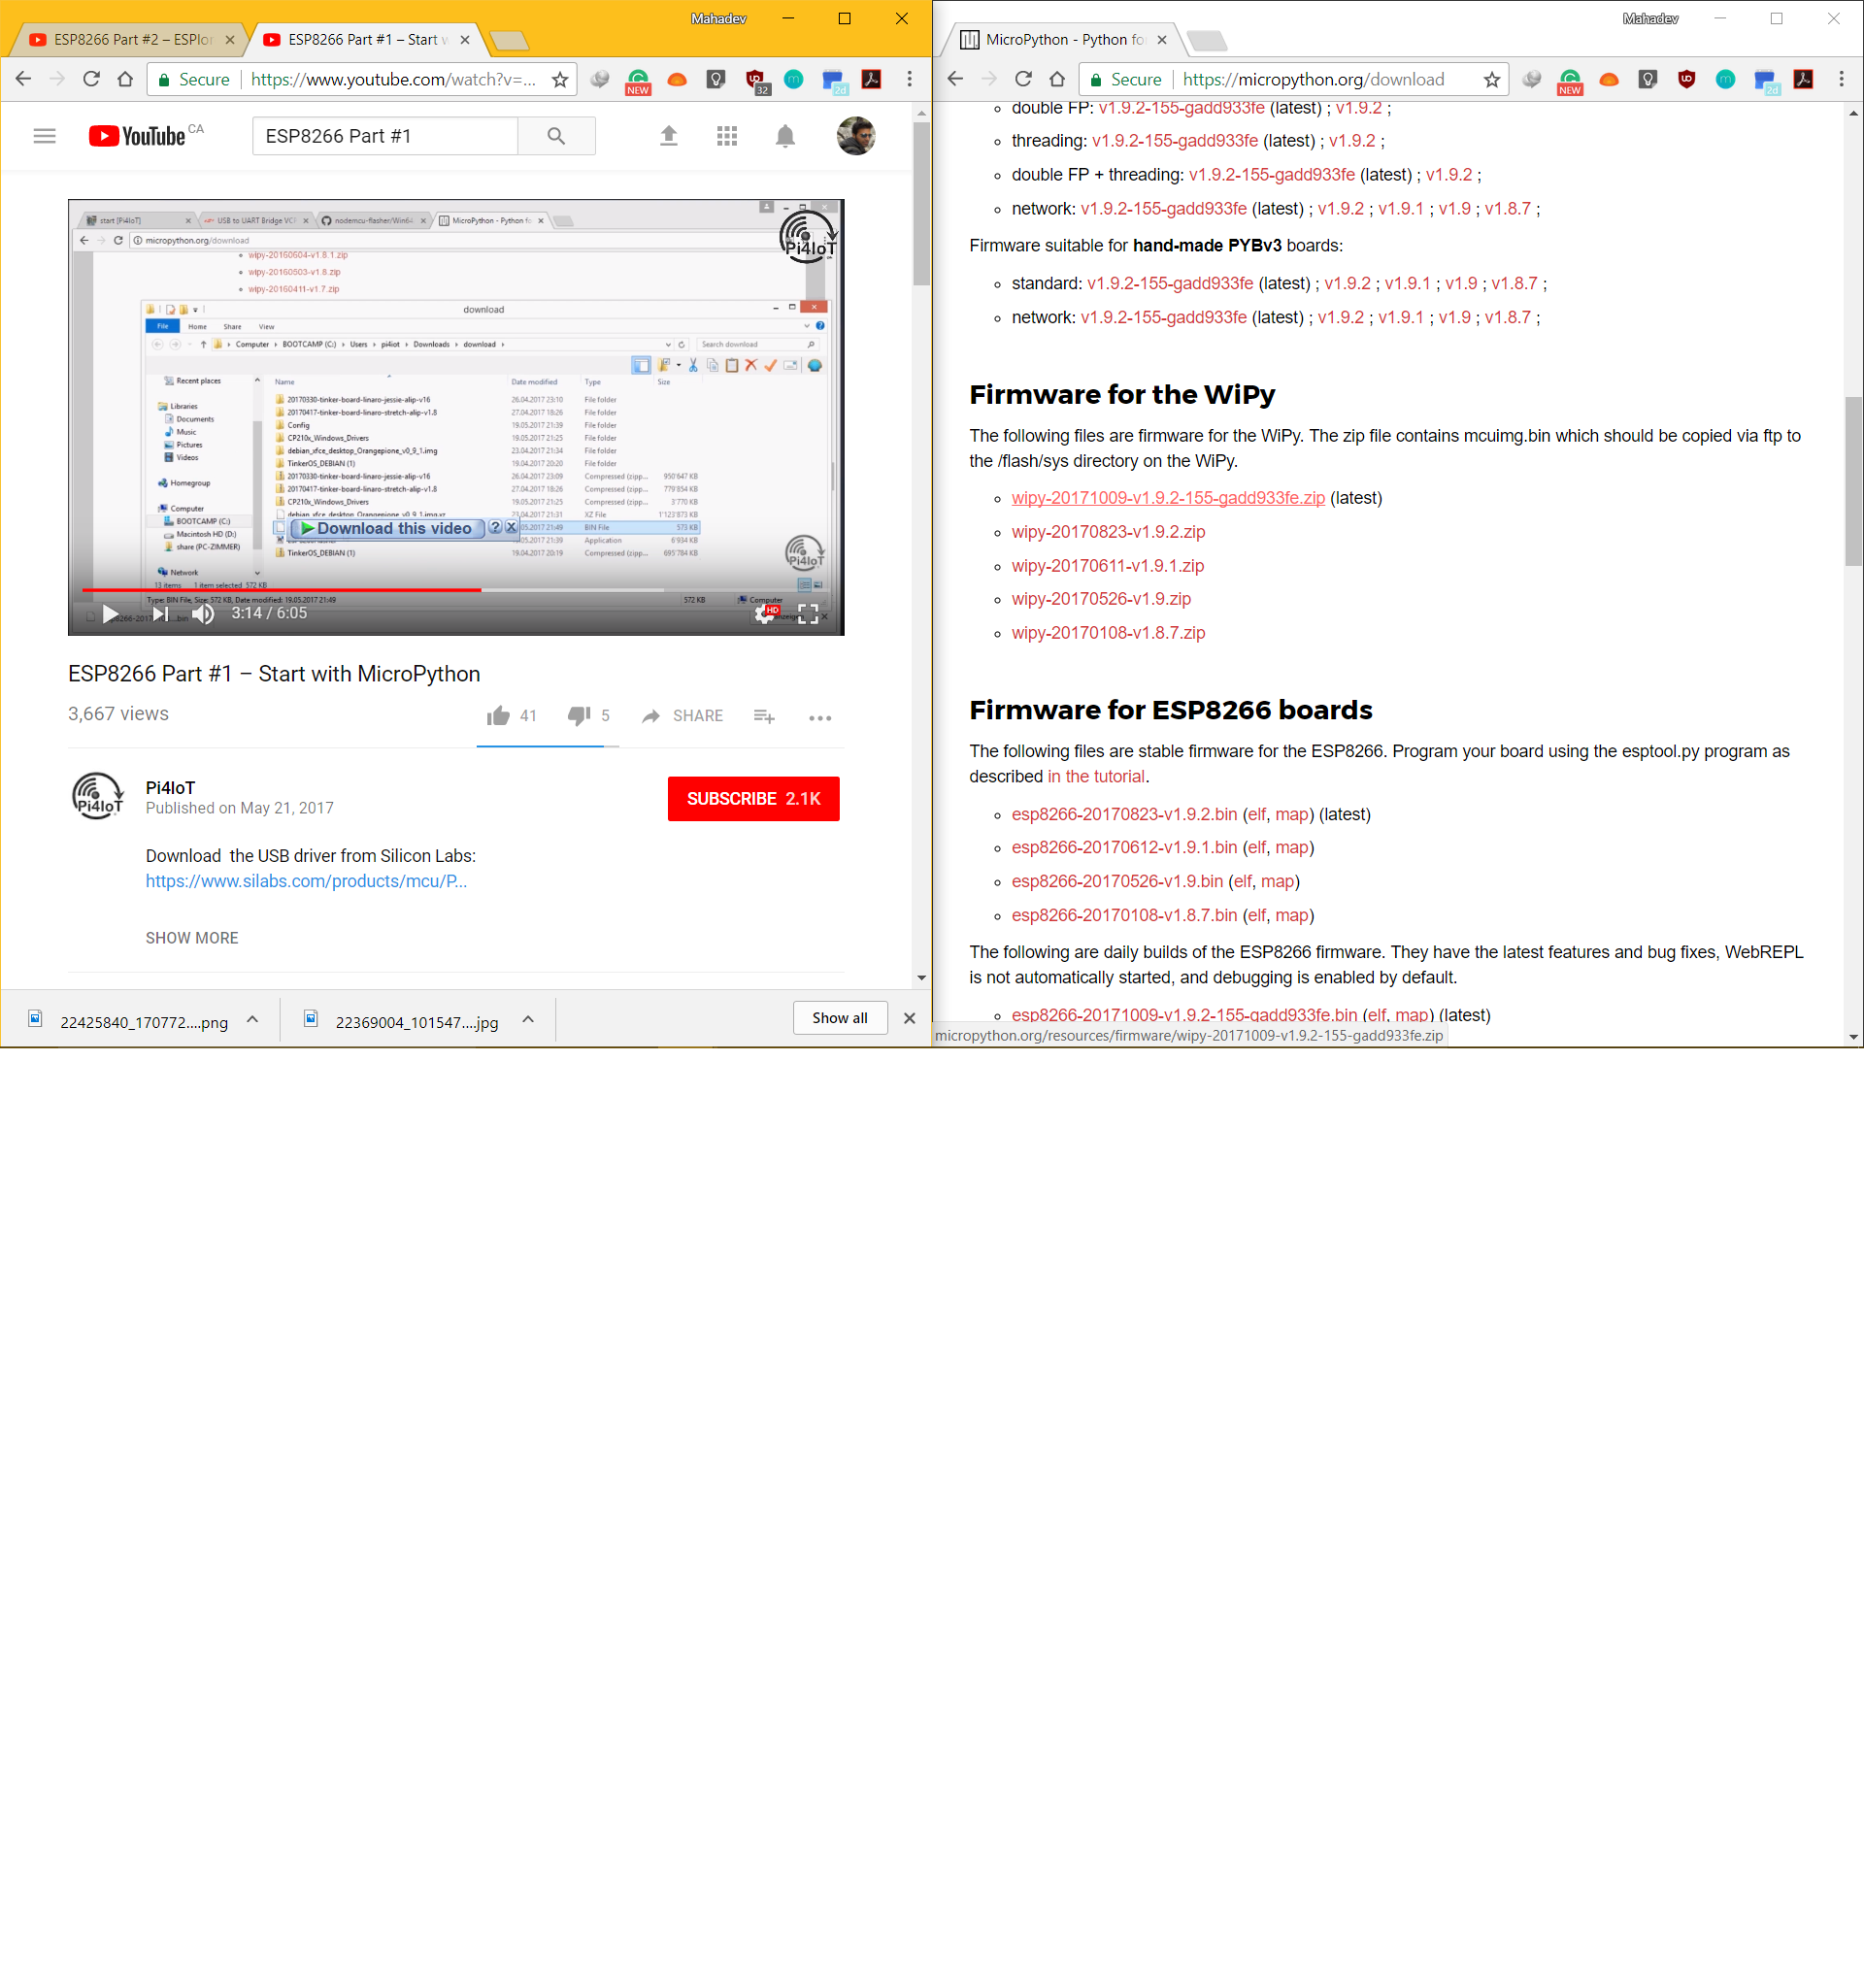 Mahadev
ESP8266 Part #2 – ESPlor
ESP8266 Part #1 – Start w
Secure
https://www.youtube.com/watch?v=...
NEW
32
2d
YouTube CA
ESP8266 Part #1
start [Pi4IoT]
USB to UART Bridge VCP
nodemcu-flasher/Win64
MicroPython - Python fo
micropython.org/download
Pi4IoT
wipy-20160604-v1.8.1.zip
wipy-20160503-v1.8.zip
wipy-20160411-v1.7.zip
download
File Home Share View
Computer BOOTCAMP (C:) Users pi4iot Downloads download
Search download
Recent places
Libraries
Documents
Music
Pictures
Videos
Homegroup
Computer
BOOTCAMP (C:)
Macintosh HD (D:)
share (PC-ZIMMER)
Network
Name Date modified Type Size
20170330-tinker-board-linaro-jessie-alip-v16 26.04.2017 23:10 File folder
20170417-tinker-board-linaro-stretch-alip-v1.8 27.04.2017 18:26 File folder
Config 19.05.2017 21:39 File folder
CP210x_Windows_Drivers 19.05.2017 21:25 File folder
debian_xfce_desktop_Orangepione_v0_9_1.img 23.04.2017 21:34 File folder
TinkerOS_DEBIAN (1) 19.04.2017 20:20 File folder
20170330-tinker-board-linaro-jessie-alip-v16 26.04.2017 23:09 Compressed (zipp... 950'647 KB
20170417-tinker-board-linaro-stretch-alip-v1.8 27.04.2017 18:26 Compressed (zipp... 779'854 KB
CP210x_Windows_Drivers 19.05.2017 21:25 Compressed (zipp... 3'770 KB
debian_xfce_desktop_Orangepione_v0_9_1.img.xz 23.04.2017 21:31 XZ File 1'123'873 KB
Download this video ? X
.05.2017 21:49 BIN File 573 KB
.05.2017 21:39 Application 6'934 KB
TinkerOS_DEBIAN (1) 19.04.2017 20:19 Compressed (zipp... 695'784 KB
Pi4IoT
13 items 1 item selected 572 KB
Type: BIN File, Size: 572 KB, Date modified: 19.05.2017 21:49 572 KB Computer
3:14 / 6:05
HD
ESP8266 Part #1 – Start with MicroPython
3,667 views
41
5
SHARE
Pi4IoT
Pi4IoT
Published on May 21, 2017
SUBSCRIBE 2.1K
Download the USB driver from Silicon Labs:
https://www.silabs.com/products/mcu/P...
SHOW MORE
22425840_170772....png
22369004_101547....jpg
Show all
Mahadev
MicroPython - Python fo
Secure
https://micropython.org/download
NEW
2d
double FP: v1.9.2-155-gadd933fe (latest) ; v1.9.2 ;
threading: v1.9.2-155-gadd933fe (latest) ; v1.9.2 ;
double FP + threading: v1.9.2-155-gadd933fe (latest) ; v1.9.2 ;
network: v1.9.2-155-gadd933fe (latest) ; v1.9.2 ; v1.9.1 ; v1.9 ; v1.8.7 ;
Firmware suitable for hand-made PYBv3 boards:
standard: v1.9.2-155-gadd933fe (latest) ; v1.9.2 ; v1.9.1 ; v1.9 ; v1.8.7 ;
network: v1.9.2-155-gadd933fe (latest) ; v1.9.2 ; v1.9.1 ; v1.9 ; v1.8.7 ;
Firmware for the WiPy
The following files are firmware for the WiPy. The zip file contains mcuimg.bin which should be copied via ftp to
the /flash/sys directory on the WiPy.
wipy-20171009-v1.9.2-155-gadd933fe.zip (latest)
wipy-20170823-v1.9.2.zip
wipy-20170611-v1.9.1.zip
wipy-20170526-v1.9.zip
wipy-20170108-v1.8.7.zip
Firmware for ESP8266 boards
The following files are stable firmware for the ESP8266. Program your board using the esptool.py program as
described in the tutorial.
esp8266-20170823-v1.9.2.bin (elf, map) (latest)
esp8266-20170612-v1.9.1.bin (elf, map)
esp8266-20170526-v1.9.bin (elf, map)
esp8266-20170108-v1.8.7.bin (elf, map)
The following are daily builds of the ESP8266 firmware. They have the latest features and bug fixes, WebREPL
is not automatically started, and debugging is enabled by default.
esp8266-20171009-v1.9.2-155-gadd933fe.bin (elf, map) (latest)
micropython.org/resources/firmware/wipy-20171009-v1.9.2-155-gadd933fe.zip